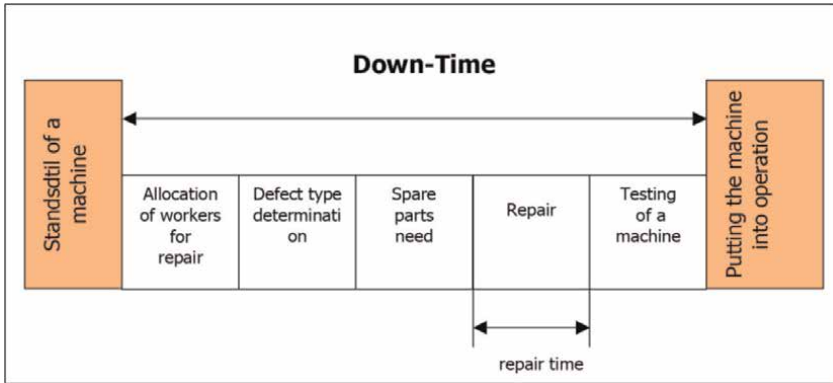 Down-Time
Standsdtil of a
machine
Allocation
of workers
for
repair
Defect type
determinati
on
Spare
parts
need
Repair
Testing
of a
machine
Putting the machine
into operation
repair time